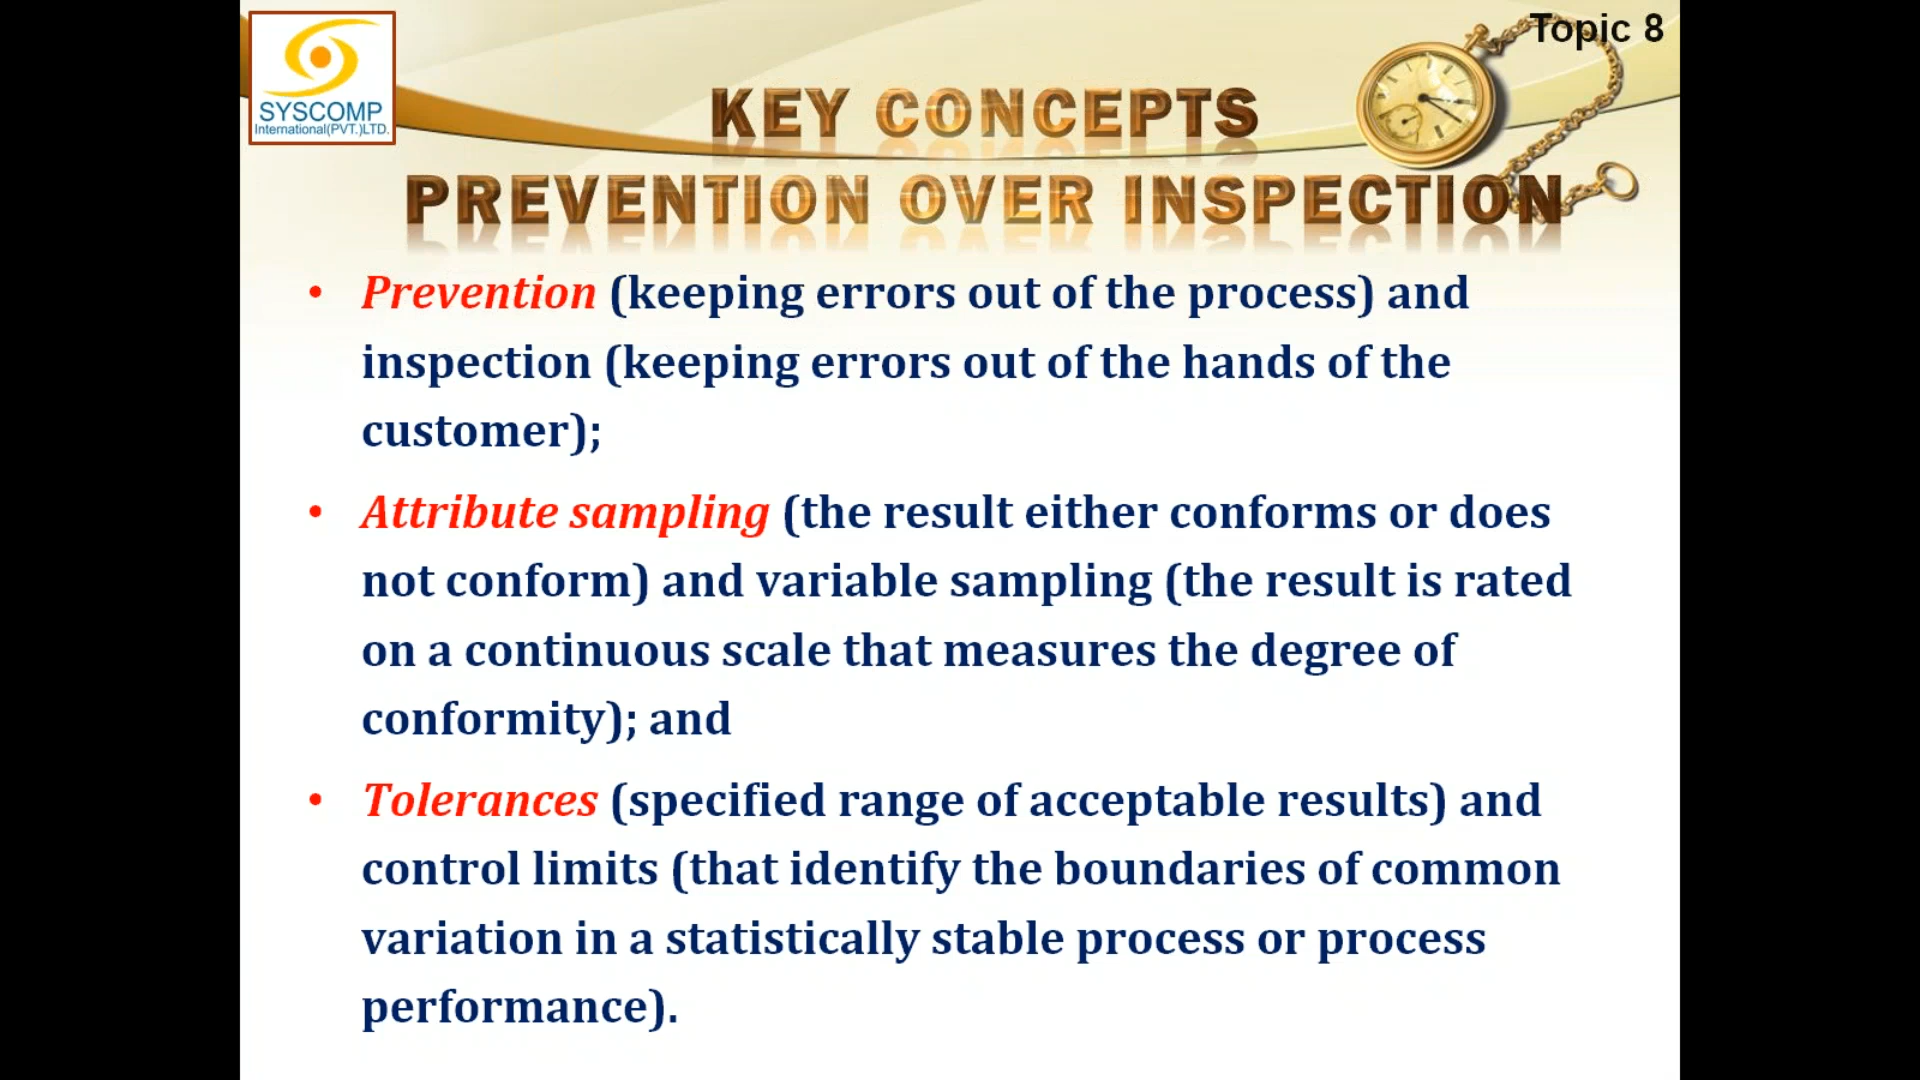 Topic 8
SYSCOMP
International(PVT.)LTD.
KEY CONCEPTS
PREVENTION OVER INSPECTION
• Prevention (keeping errors out of the process) and
inspection (keeping errors out of the hands of the
customer);
• Attribute sampling (the result either conforms or does
not conform) and variable sampling (the result is rated
on a continuous scale that measures the degree of
conformity); and
• Tolerances (specified range of acceptable results) and
control limits (that identify the boundaries of common
variation in a statistically stable process or process
performance).